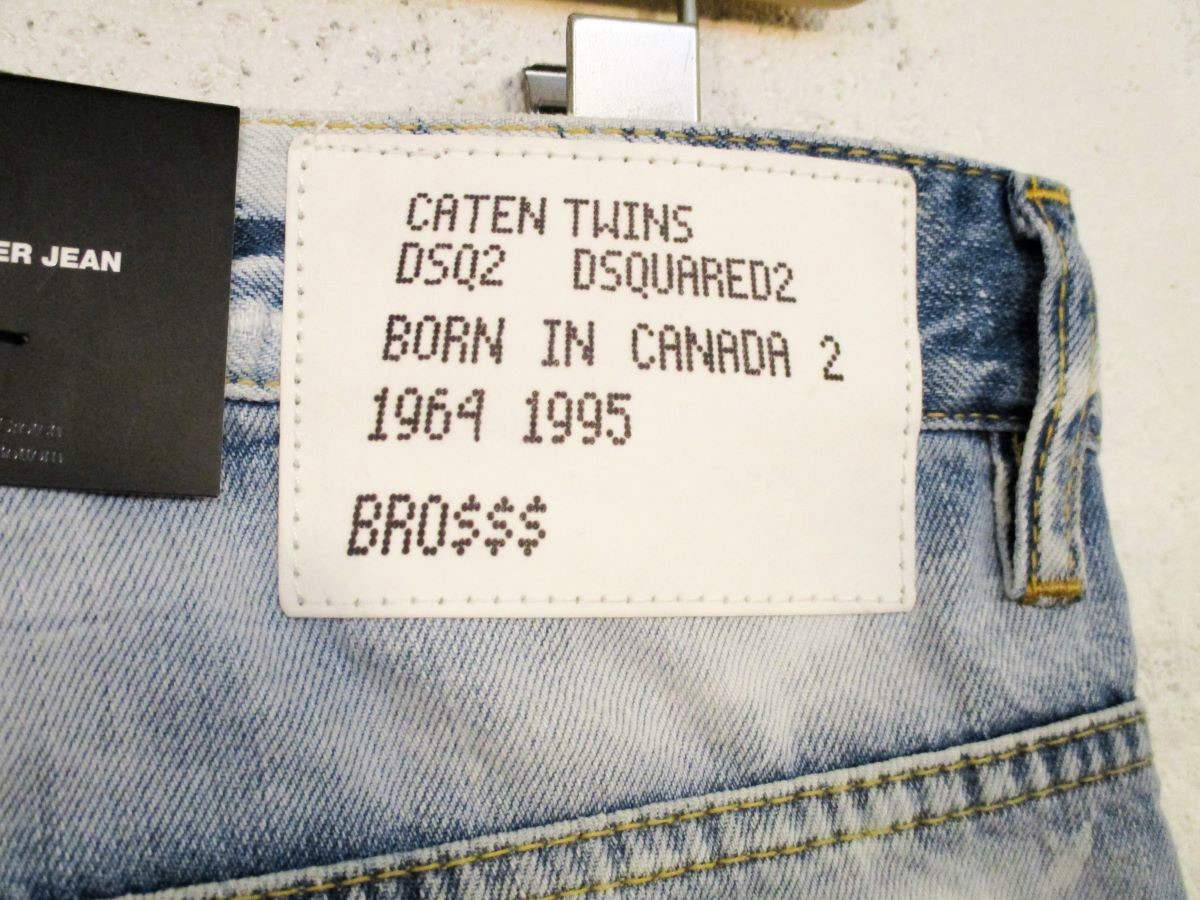 CATEN TWINS
DSQ2 DSQUARED2
BORN IN CANADA 2
1964 1995
BRO$$$
ER JEAN